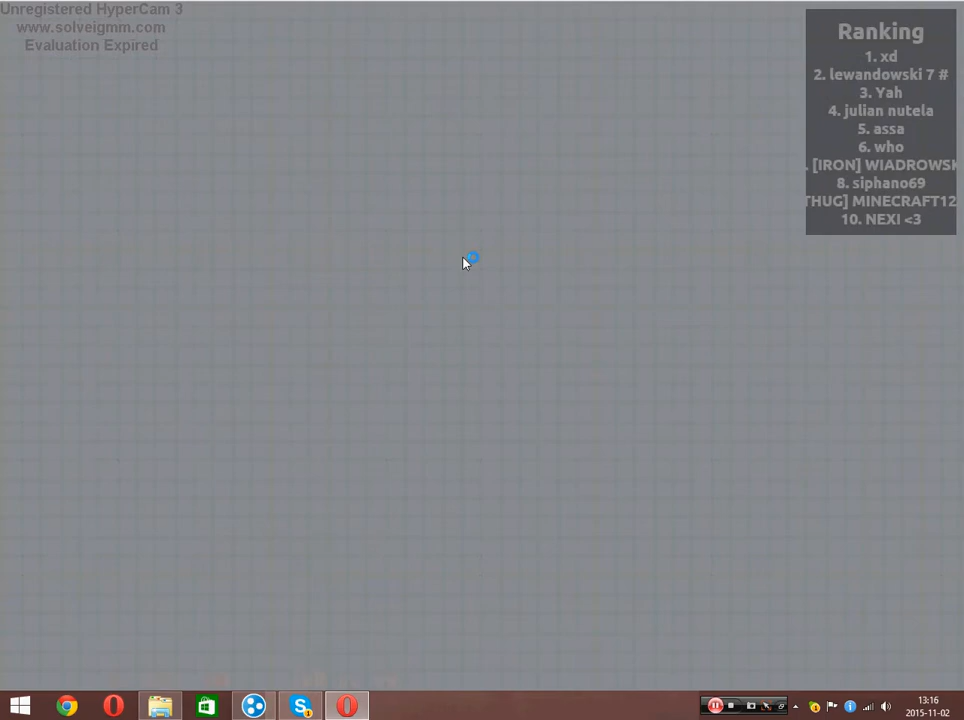 Unregistered HyperCam 3
www.solveigmm.com
Evaluation Expired
Ranking
1. xd
2. lewandowski 7 #
3. Yah
4. julian nutela
5. assa
6. who
. [IRON] WIADROWSK
8. siphano69
THUG] MINECRAFT12
10. NEXI <3
13:16
2015-11-02